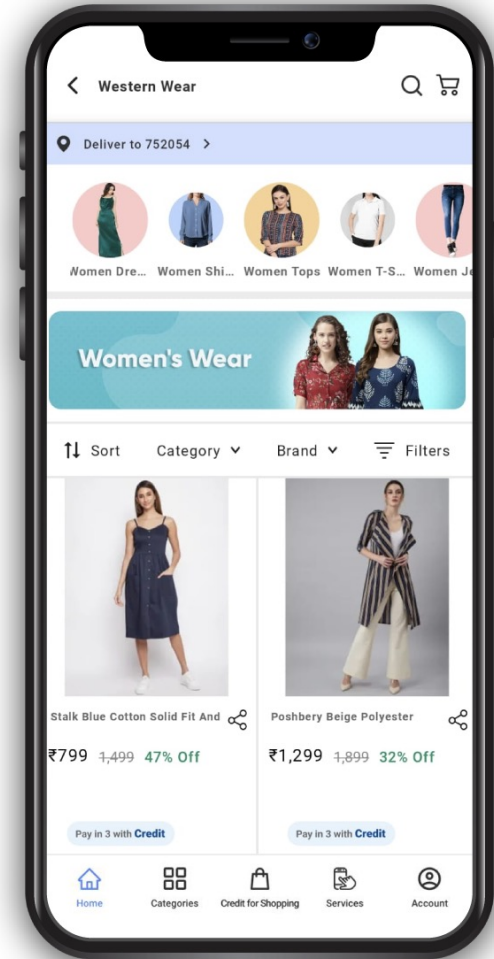 Western Wear
Deliver to 752054 >
Women Dre... Women Shi... Women Tops Women T-S... Women Je
Women's Wear
Sort Category Brand Filters
Stalk Blue Cotton Solid Fit And
₹799 1,499 47% Off
Pay in 3 with Credit
Poshbery Beige Polyester
₹1,299 1,899 32% Off
Pay in 3 with Credit
Home Categories Credit for Shopping Services Account